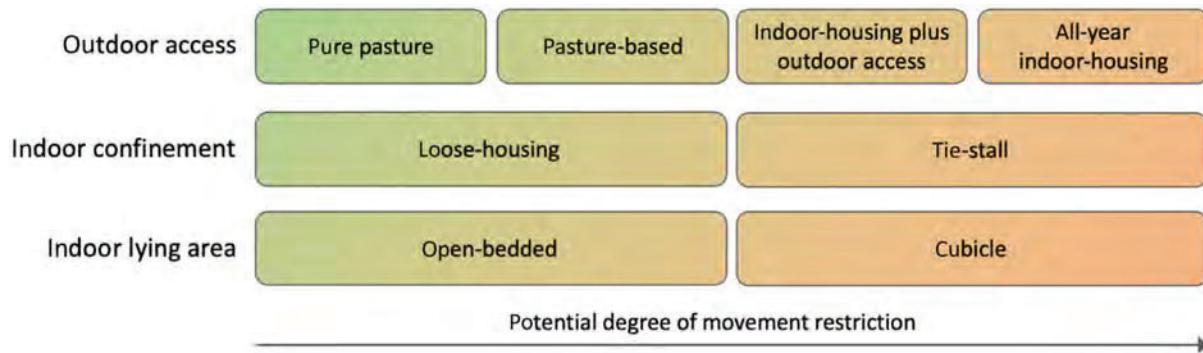 Outdoor access
Pure pasture
Pasture-based
Indoor-housing plus
outdoor access
All-year
indoor-housing
Indoor confinement
Loose-housing
Tie-stall
Indoor lying area
Open-bedded
Cubicle
Potential degree of movement restriction